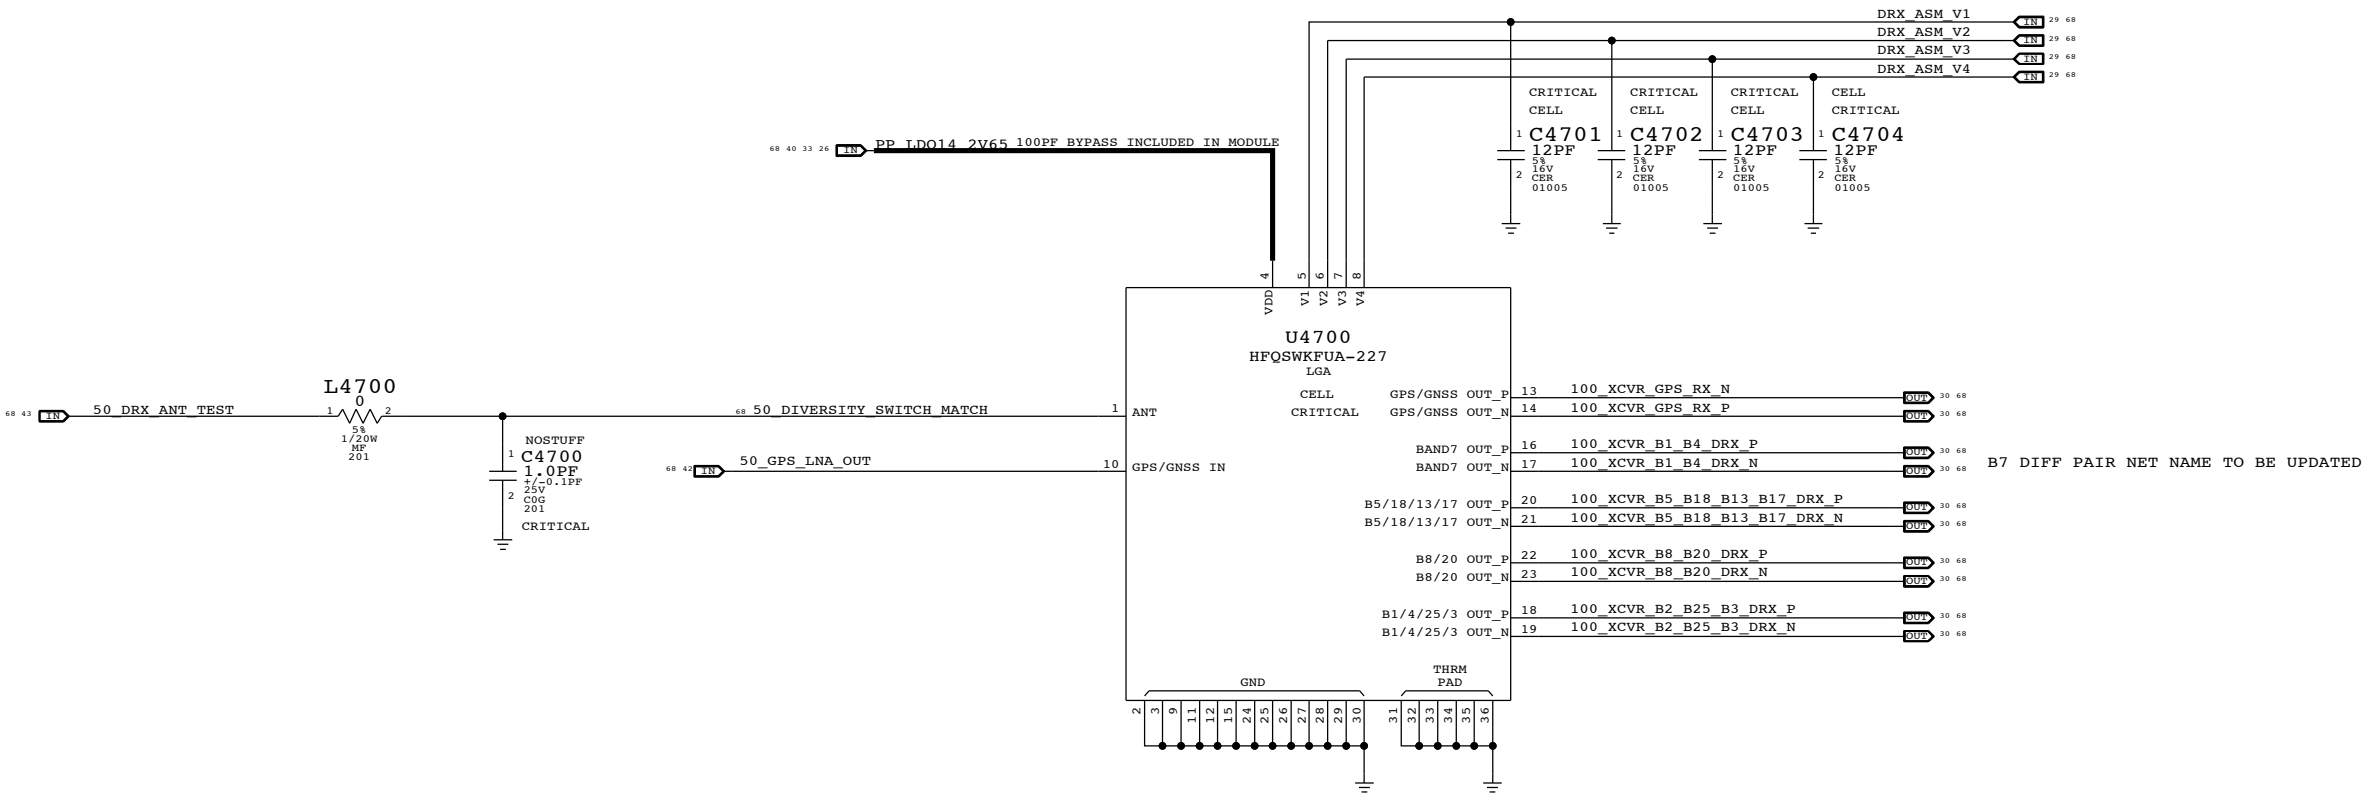 DRX_ASM_V1 IN 29 68
DRX_ASM_V2 IN 29 68
DRX_ASM_V3 IN 29 68
DRX_ASM_V4 IN 29 68
CRITICAL CRITICAL CRITICAL CELL
CELL CELL CELL CRITICAL
1 C4701 1 C4702 1 C4703 1 C4704
12PF 12PF 12PF 12PF
5% 5% 5% 5%
16V 16V 16V 16V
2 CER 2 CER 2 CER 2 CER
01005 01005 01005 01005
68 40 33 26 IN PP_LDO14_2V65 100PF BYPASS INCLUDED IN MODULE
4 5 6 7 8
VDD V1 V2 V3 V4
U4700
HFQSWKFUA-227
LGA
CELL
CRITICAL
L4700
0
68 43 IN 50_DRX_ANT_TEST 1 2 68 50_DIVERSITY_SWITCH_MATCH 1 ANT
5%
1/20W
MF
201
NOSTUFF
1 C4700
1.0PF
+/-0.1PF
25V
2 C0G
201
CRITICAL
68 42 IN 50_GPS_LNA_OUT 10 GPS/GNSS IN
GPS/GNSS OUT_P 13 100_XCVR_GPS_RX_N OUT 30 68
GPS/GNSS OUT_N 14 100_XCVR_GPS_RX_P OUT 30 68
BAND7 OUT_P 16 100_XCVR_B1_B4_DRX_P OUT 30 68
BAND7 OUT_N 17 100_XCVR_B1_B4_DRX_N OUT 30 68
B7 DIFF PAIR NET NAME TO BE UPDATED
B5/18/13/17 OUT_P 20 100_XCVR_B5_B18_B13_B17_DRX_P OUT 30 68
B5/18/13/17 OUT_N 21 100_XCVR_B5_B18_B13_B17_DRX_N OUT 30 68
B8/20 OUT_P 22 100_XCVR_B8_B20_DRX_P OUT 30 68
B8/20 OUT_N 23 100_XCVR_B8_B20_DRX_N OUT 30 68
B1/4/25/3 OUT_P 18 100_XCVR_B2_B25_B3_DRX_P OUT 30 68
B1/4/25/3 OUT_N 19 100_XCVR_B2_B25_B3_DRX_N OUT 30 68
THRM
GND PAD
2 3 9 11 12 15 24 25 26 27 28 29 30 31 32 33 34 35 36